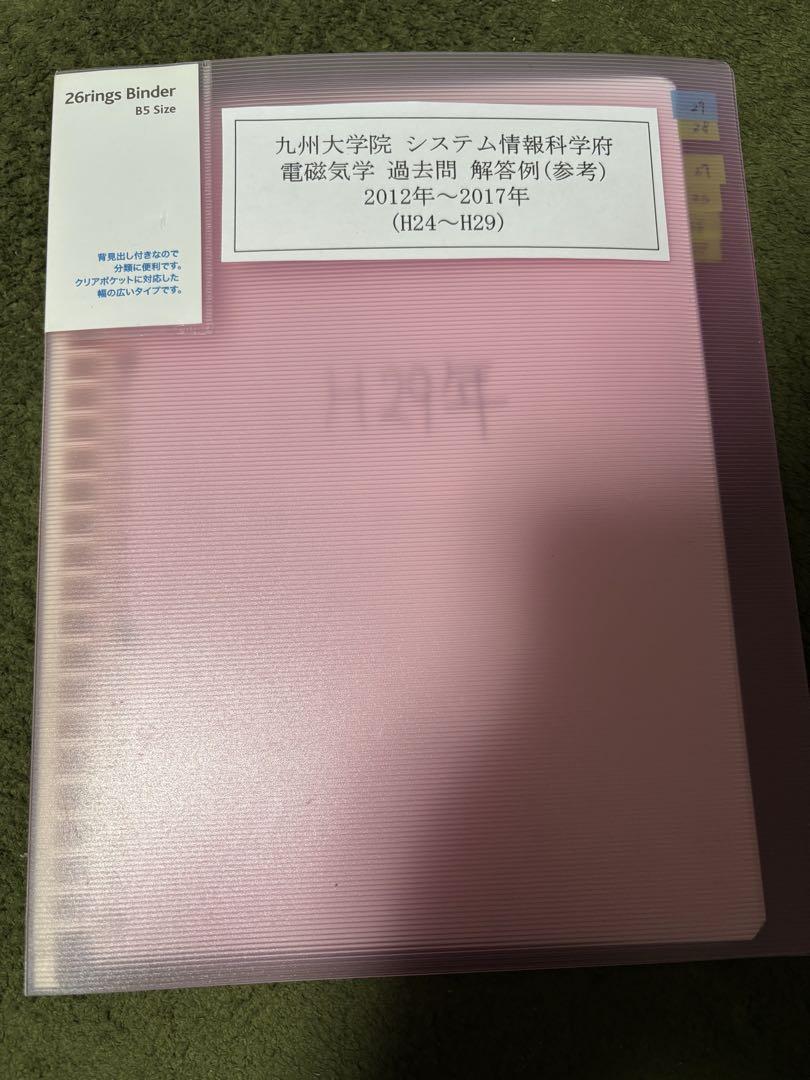 26rings Binder
B5 Size
背見出し付きなので
分類に便利です。
クリアポケットに対応した
幅の広いタイプです。
九州大学院 システム情報科学府
電磁気学 過去問 解答例(参考)
2012年～2017年
(H24～H29)
29
27
H29年